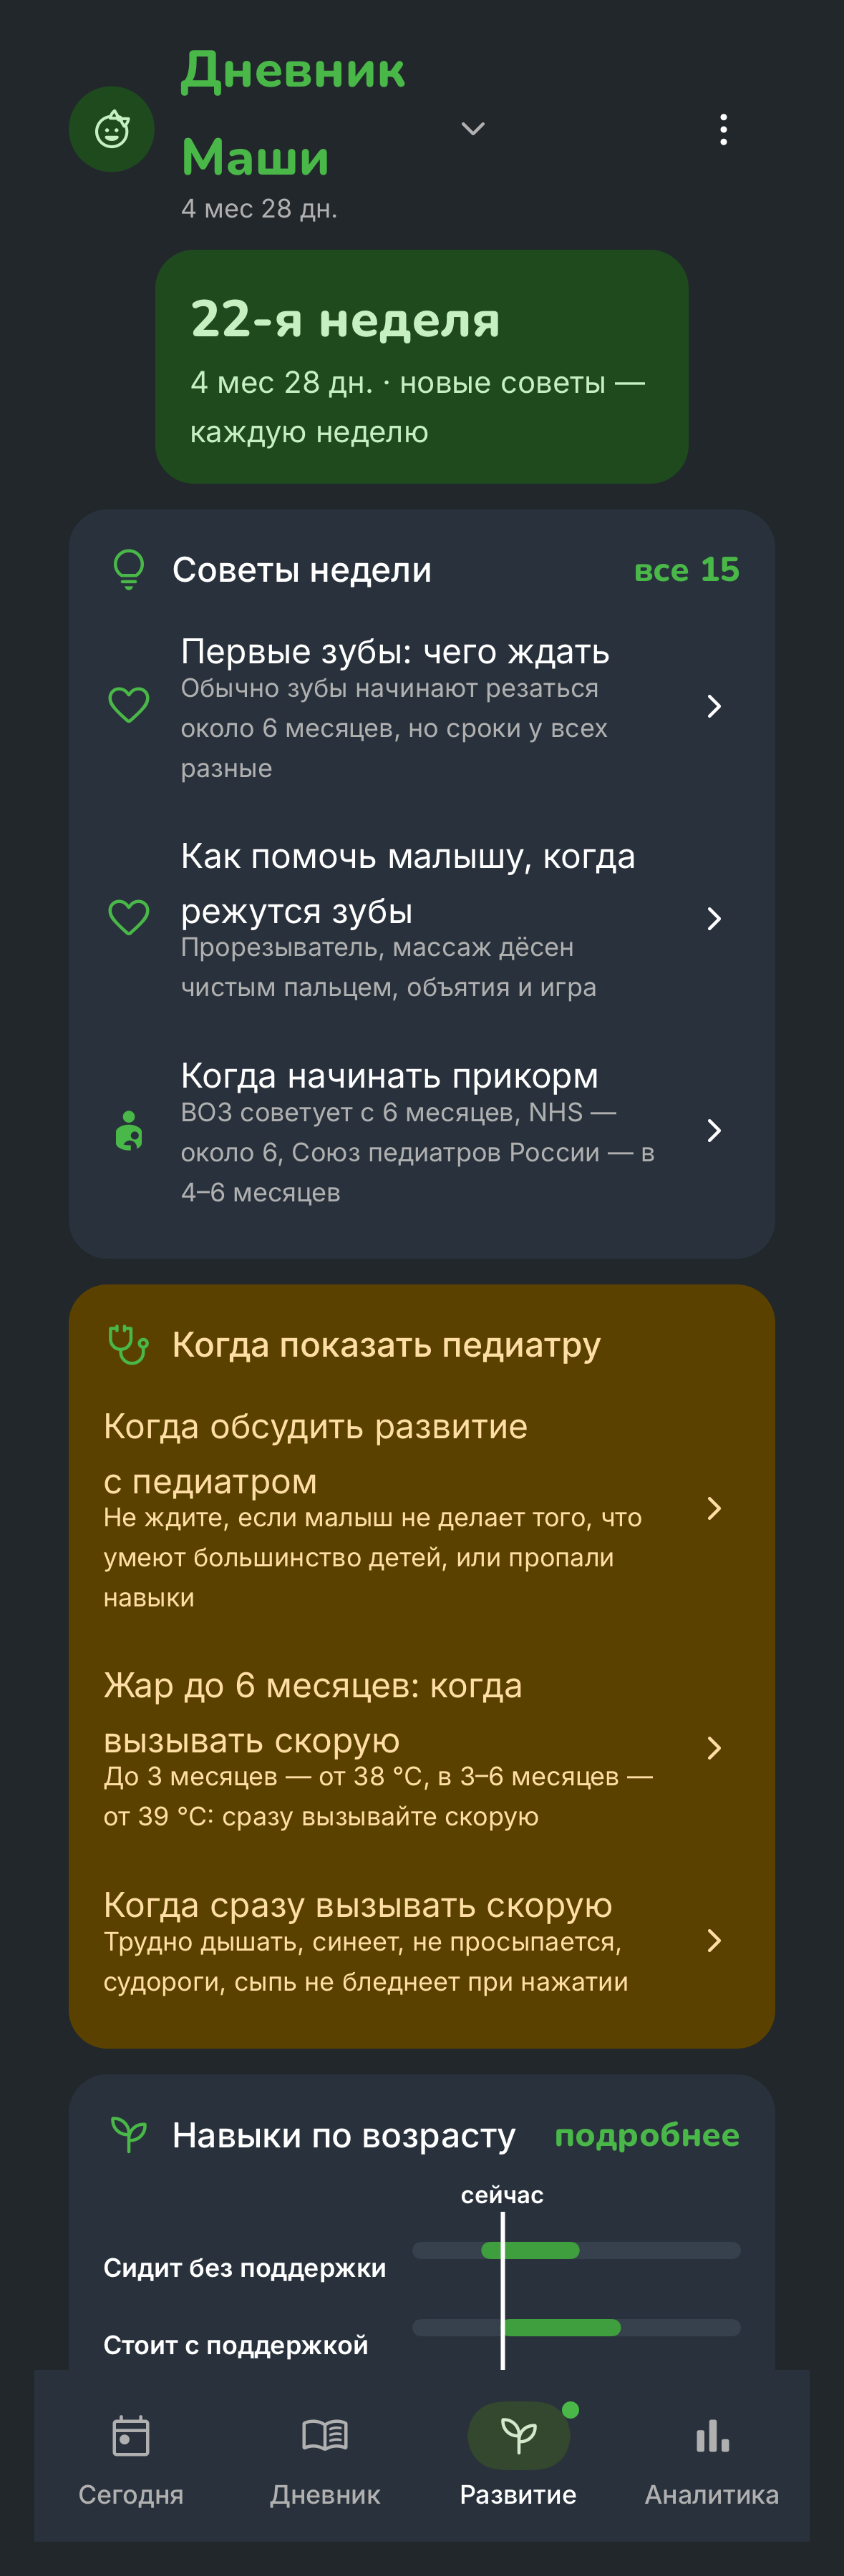 Дневник
Маши
4 мес 28 дн.
22-я неделя
4 мес 28 дн. · новые советы —
каждую неделю
Советы недели
все 15
Первые зубы: чего ждать
Обычно зубы начинают резаться
около 6 месяцев, но сроки у всех
разные
Как помочь малышу, когда
режутся зубы
Прорезыватель, массаж дёсен
чистым пальцем, объятия и игра
Когда начинать прикорм
ВОЗ советует с 6 месяцев, NHS —
около 6, Союз педиатров России — в
4–6 месяцев
Когда показать педиатру
Когда обсудить развитие
с педиатром
Не ждите, если малыш не делает того, что
умеют большинство детей, или пропали
навыки
Жар до 6 месяцев: когда
вызывать скорую
До 3 месяцев — от 38 °C, в 3–6 месяцев —
от 39 °C: сразу вызывайте скорую
Когда сразу вызывать скорую
Трудно дышать, синеет, не просыпается,
судороги, сыпь не бледнеет при нажатии
Навыки по возрасту
подробнее
сейчас
Сидит без поддержки
Стоит с поддержкой
Сегодня
Дневник
Развитие
Аналитика